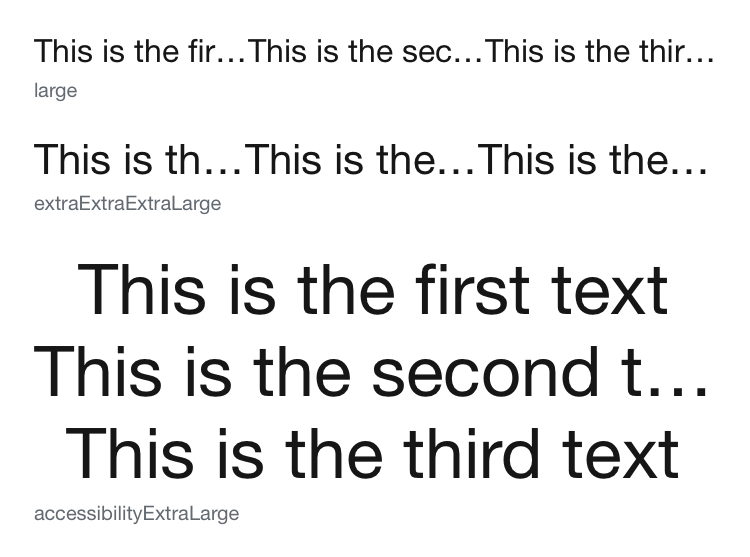 This is the fir…This is the sec…This is the thir…
large
This is th…This is the…This is the…
extraExtraExtraLarge
This is the first text
This is the second t…
This is the third text
accessibilityExtraLarge